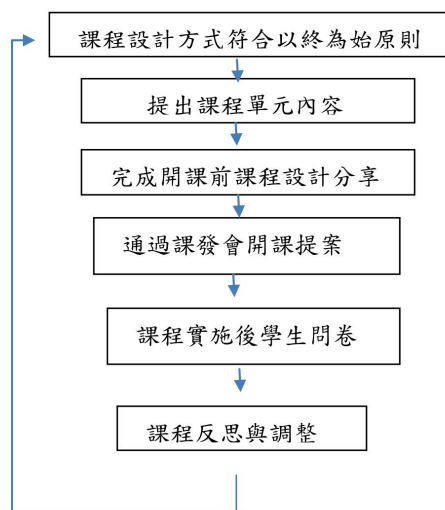 課程設計方式符合以終為始原則
提出課程單元內容
完成開課前課程設計分享
通過課發會開課提案
課程實施後學生問卷
課程反思與調整